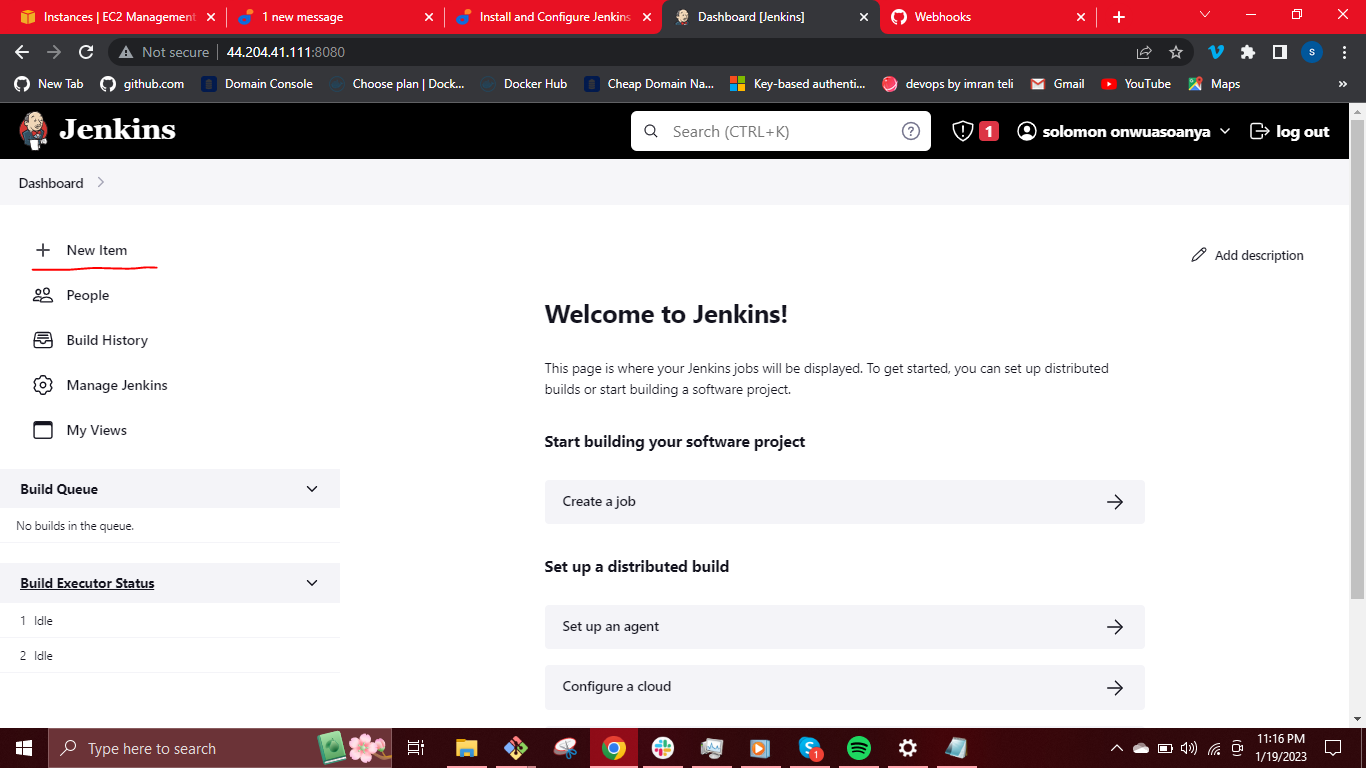 Instances | EC2 Management
1 new message
Install and Configure Jenkins
Dashboard [Jenkins]
Webhooks
Not secure
44.204.41.111:8080
S
New Tab
github.com
Domain Console
Choose plan | Dock...
Docker Hub
Cheap Domain Na...
Key-based authenti...
devops by imran teli
Gmail
YouTube
Maps
»
Jenkins
Search (CTRL+K)
1
solomon onwuasoanya
log out
Dashboard
New Item
Add description
People
Build History
Manage Jenkins
My Views
Welcome to Jenkins!
This page is where your Jenkins jobs will be displayed. To get started, you can set up distributed
builds or start building a software project.
Start building your software project
Create a job
Build Queue
No builds in the queue.
Set up a distributed build
Build Executor Status
1 Idle
2 Idle
Set up an agent
Configure a cloud
Type here to search
1
11:16 PM
1/19/2023